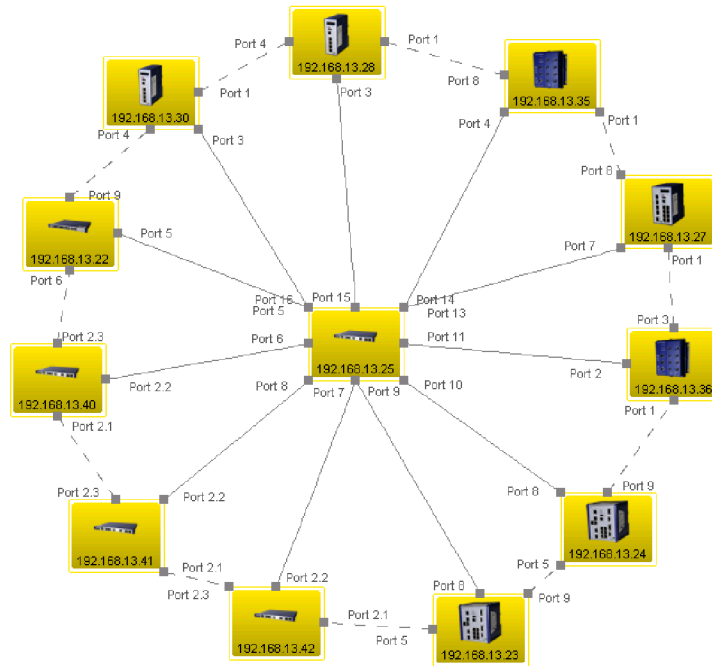 Port 4
Port 1
192.168.13.28
Port 3
Port 8
192.168.13.35
Port 1
192.168.13.30
Port 4
Port 3
Port 4
Port 1
Port 8
Port 9
192.168.13.22
Port 5
Port 6
192.168.13.27
Port 7
Port 1
Port 16
Port 15
Port 14
Port 5
Port 13
Port 3
Port 2.3
Port 6
Port 11
192.168.13.25
Port 2
192.168.13.36
192.168.13.40
Port 2.2
Port 8
Port 7
Port 9
Port 10
Port 1
Port 2.1
Port 2.3
Port 2.2
Port 8
Port 9
192.168.13.24
192.168.13.41
Port 2.1
Port 2.3
Port 2.2
Port 8
Port 5
Port 9
192.168.13.42
Port 2.1
Port 5
192.168.13.23